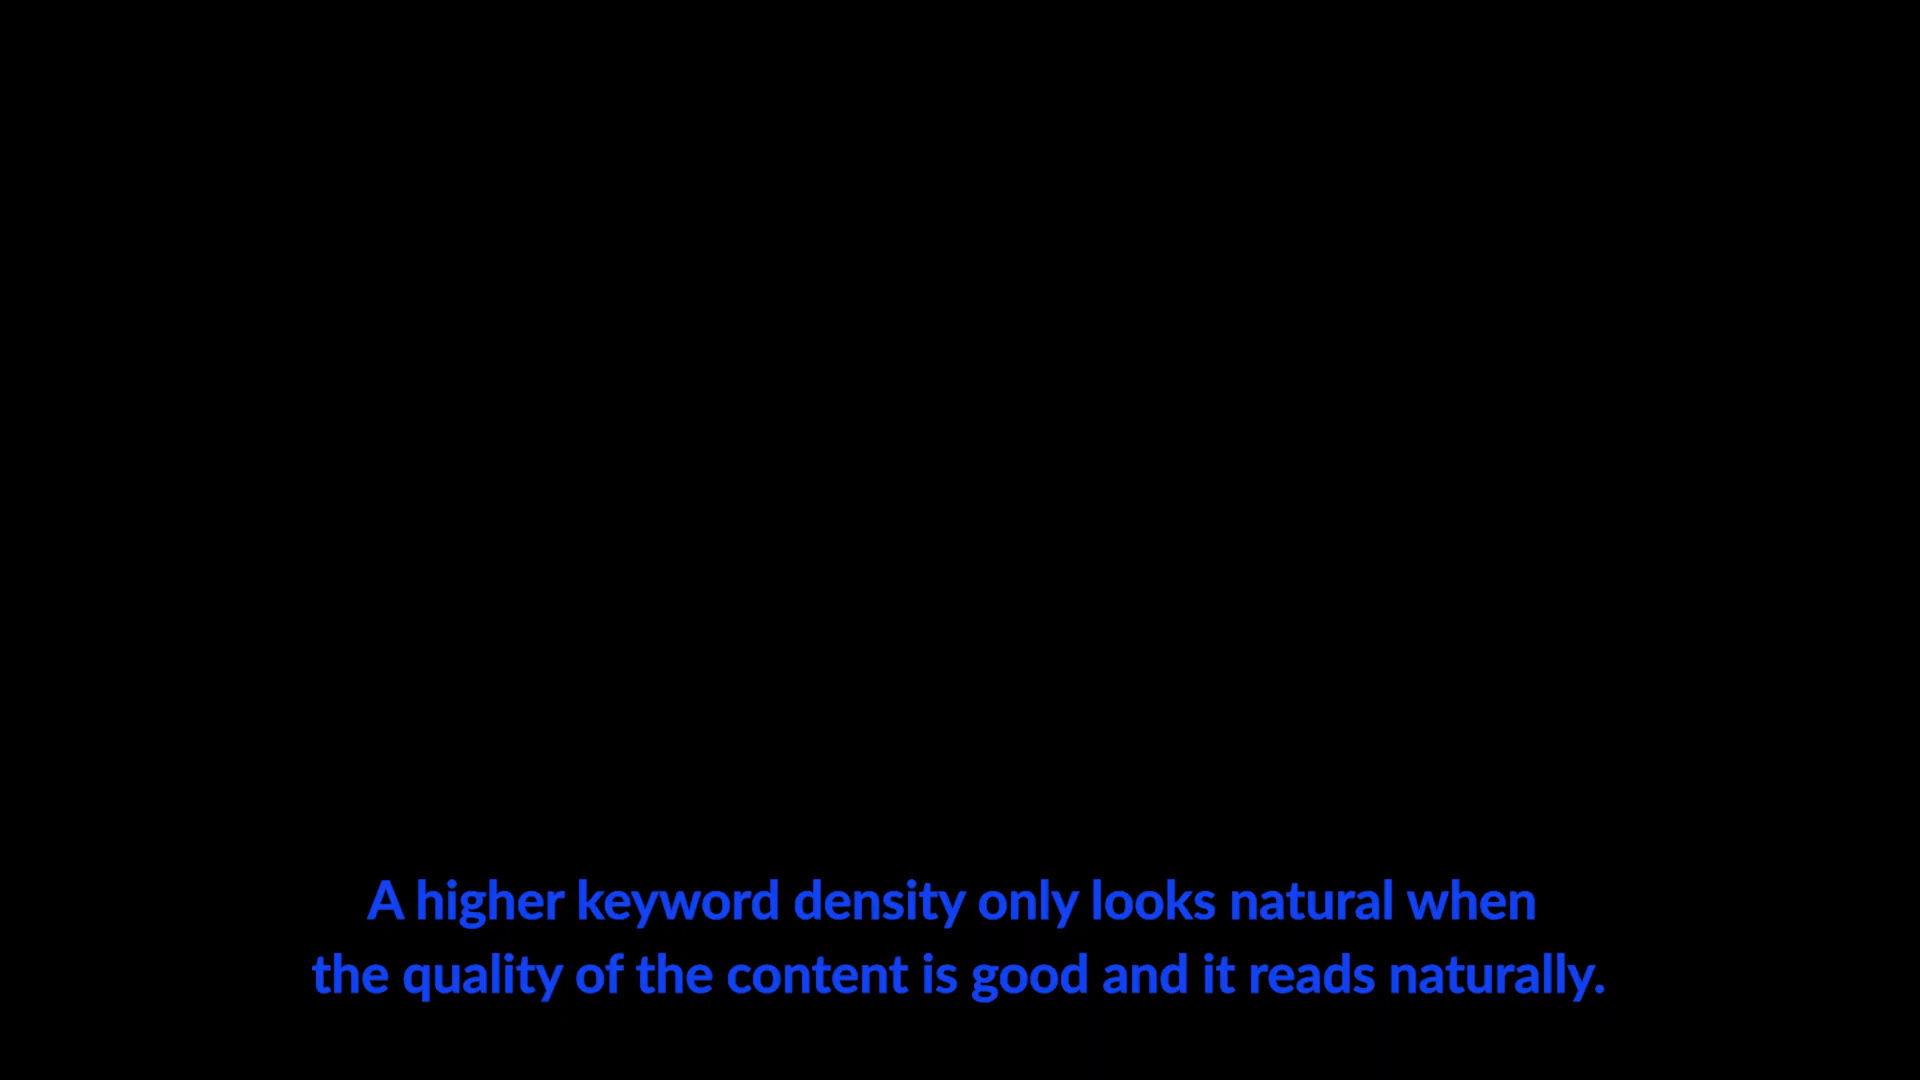 A higher keyword density only looks natural when
the quality of the content is good and it reads naturally.